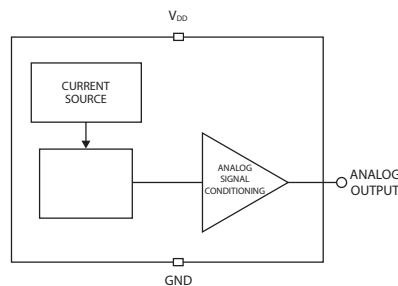 VDD
CURRENT
SOURCE
ANALOG
SIGNAL
CONDITIONING
ANALOG
OUTPUT
GND